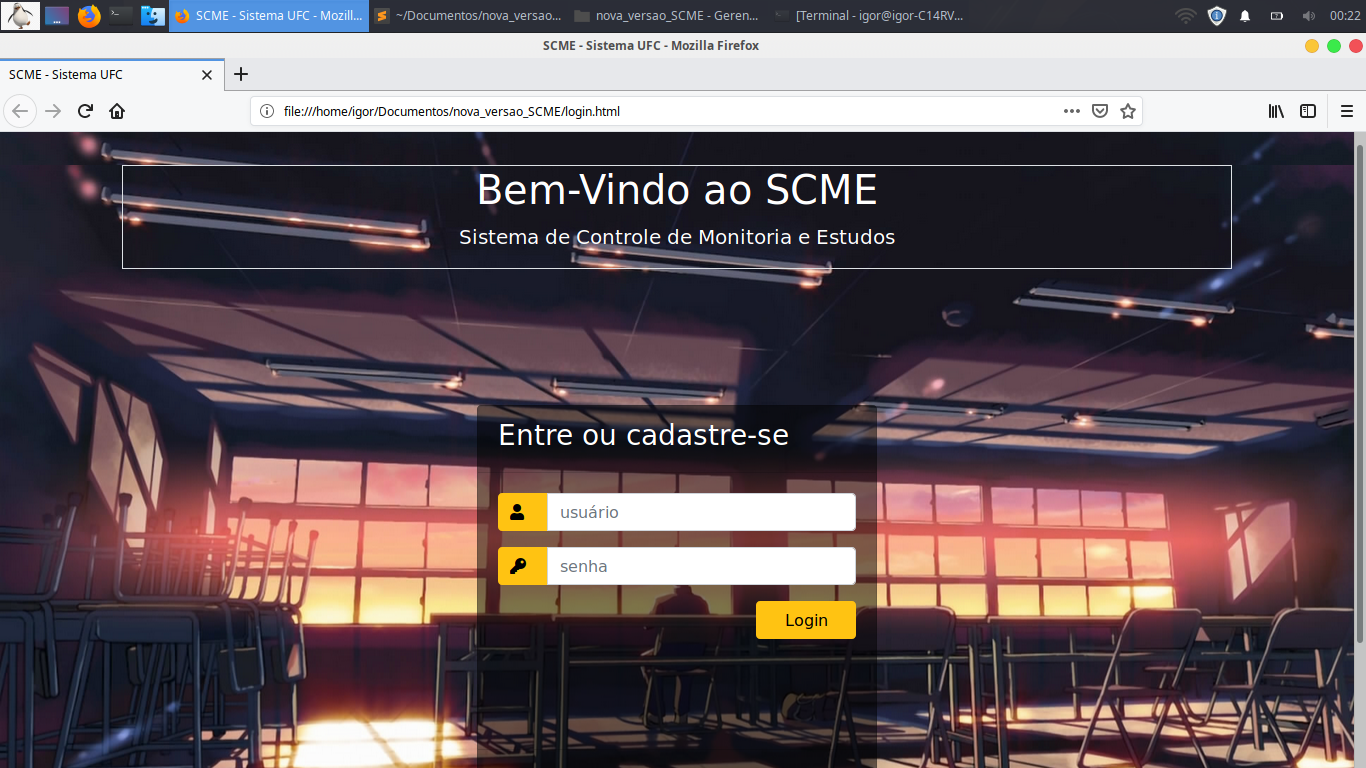 SCME - Sistema UFC - Mozill...
~/Documentos/nova_versao...
nova_versao_SCME - Geren...
[Terminal - igor@igor-C14RV...
00:22
SCME - Sistema UFC - Mozilla Firefox
SCME - Sistema UFC
file:///home/igor/Documentos/nova_versao_SCME/login.html
Bem-Vindo ao SCME
Sistema de Controle de Monitoria e Estudos
Entre ou cadastre-se
usuário
senha
Login